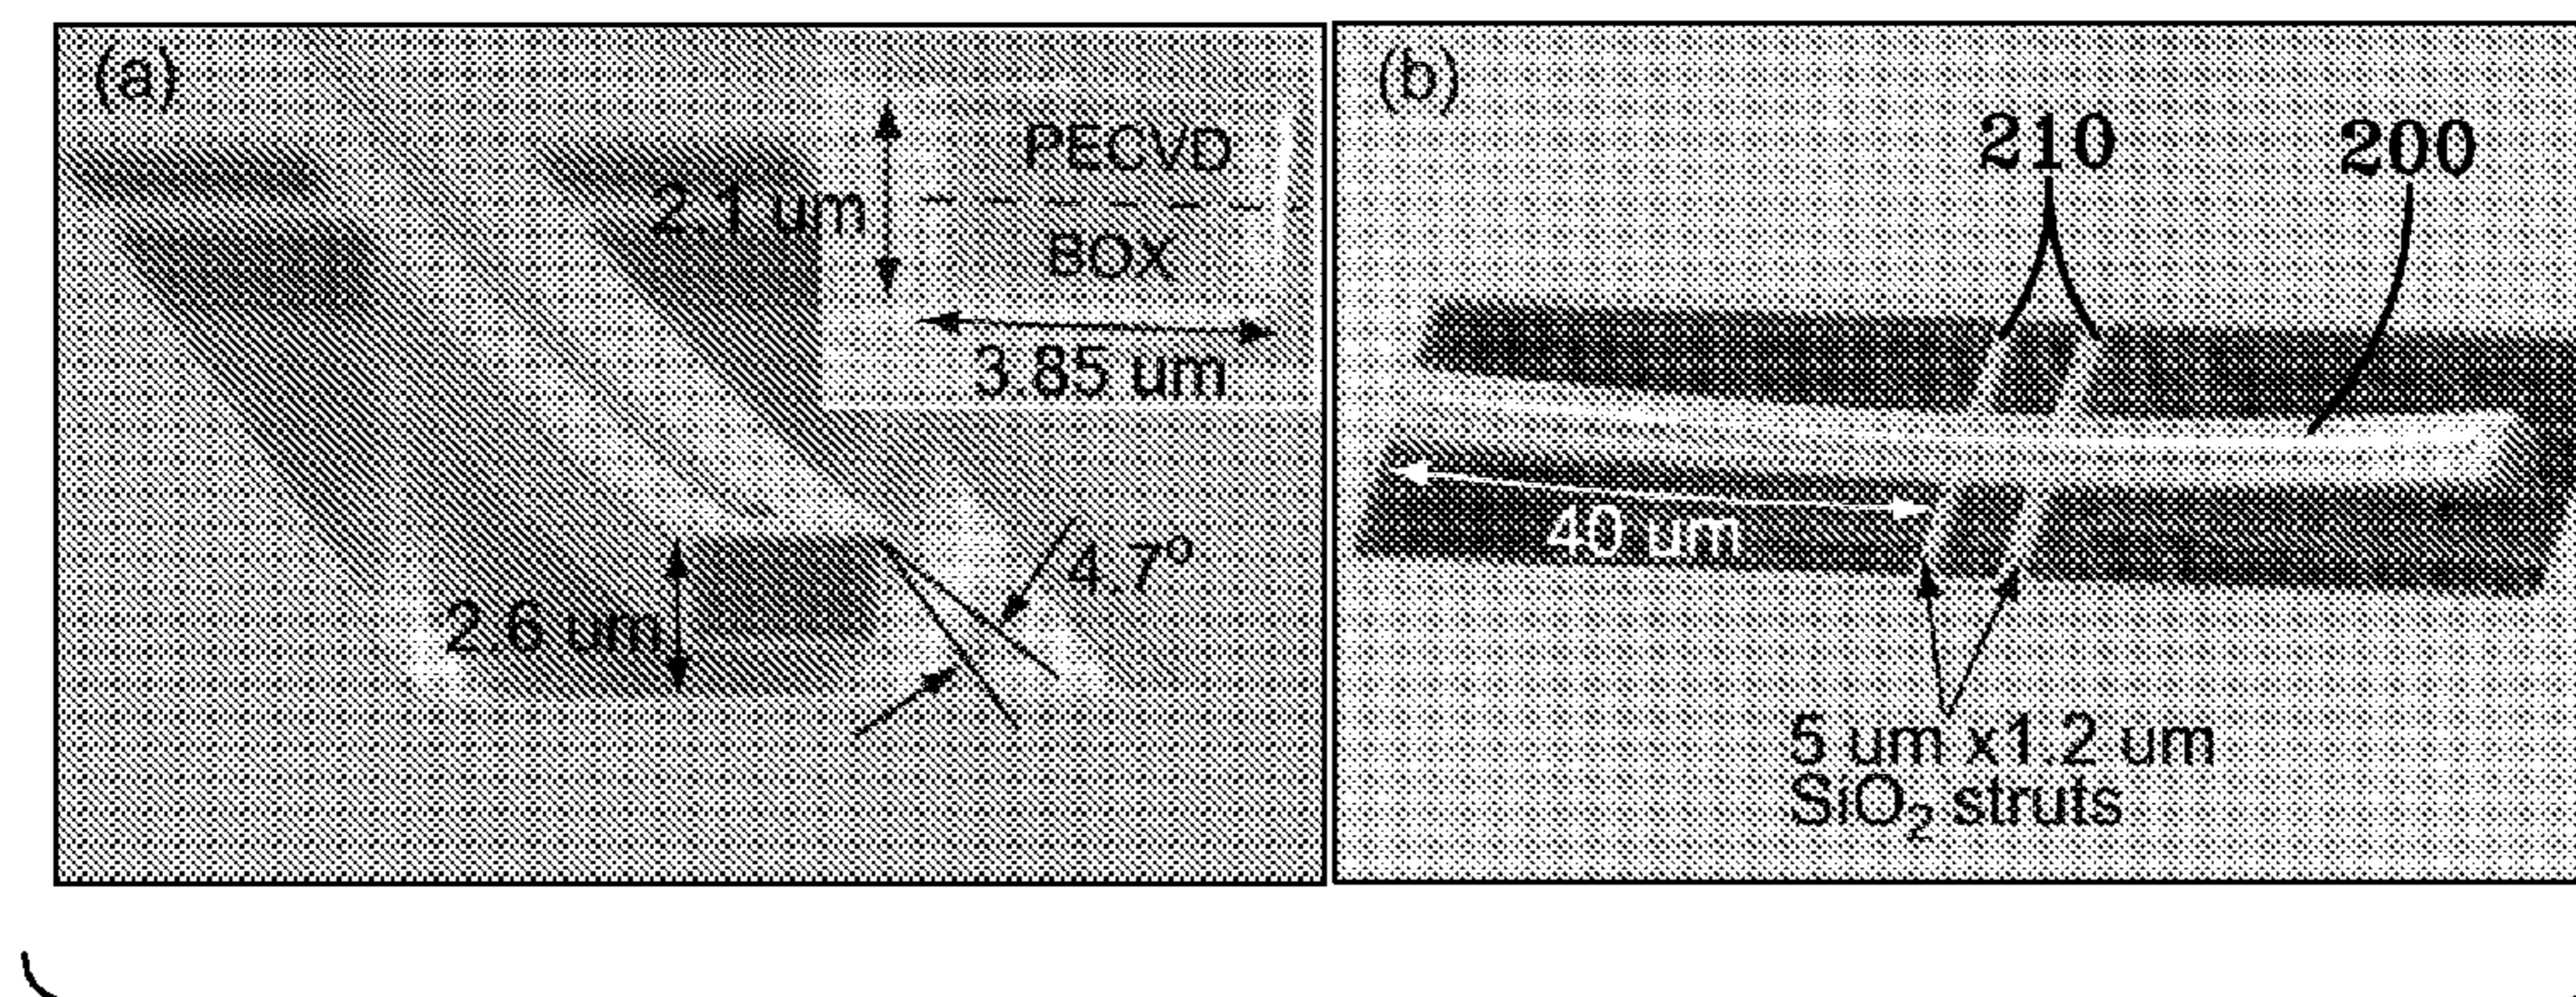 (a)
PECVD
2.1 um
BOX
3.85 um
4.7º
2.6 um
(b)
210
200
40 um
5 um x1.2 um
SiO₂ struts